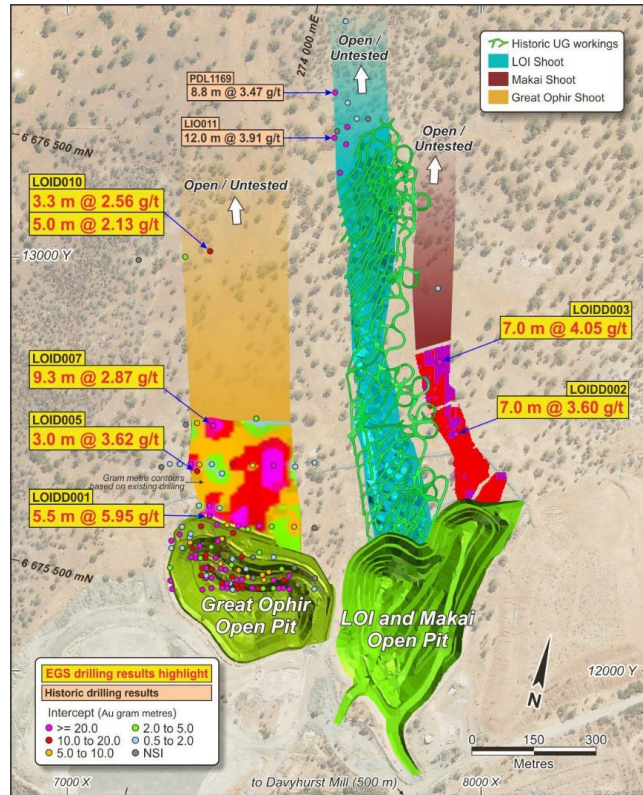 274 000 mE
Open /
Untested
Historic UG workings
LOI Shoot
Makai Shoot
Great Ophir Shoot
PDL1169
8.8 m @ 3.47 g/t
LIO011
12.0 m @ 3.91 g/t
6 676 500 mN
Open /
Untested
Open / Untested
LOID010
3.3 m @ 2.56 g/t
5.0 m @ 2.13 g/t
13000 Y
LOIDD003
7.0 m @ 4.05 g/t
LOID007
9.3 m @ 2.87 g/t
LOIDD002
7.0 m @ 3.60 g/t
LOID005
3.0 m @ 3.62 g/t
Gram metre contours
based on existing drilling
LOIDD001
5.5 m @ 5.95 g/t
6 675 500 mN
Great Ophir
Open Pit
LOI and Makai
Open Pit
EGS drilling results highlight
Historic drilling results
Intercept (Au gram metres)
>= 20.0
10.0 to 20.0
5.0 to 10.0
2.0 to 5.0
0.5 to 2.0
NSI
N
12000 Y
0 150 300
Metres
7000 X
to Davyhurst Mill (500 m)
8000 X